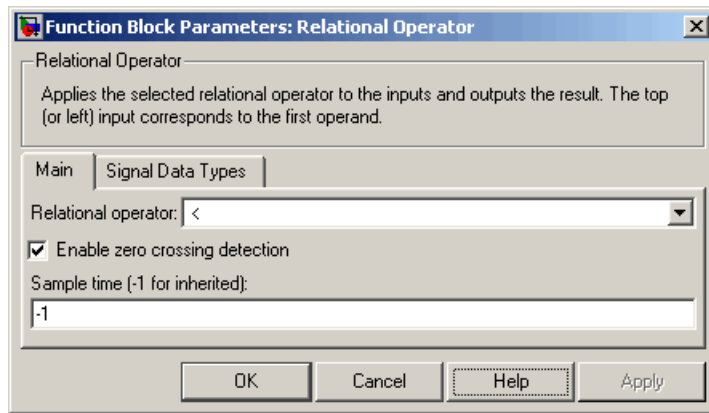 Function Block Parameters: Relational Operator
Relational Operator
Applies the selected relational operator to the inputs and outputs the result. The top
(or left) input corresponds to the first operand.
Main Signal Data Types
Relational operator: <
Enable zero crossing detection
Sample time (-1 for inherited):
-1
OK Cancel Help Apply